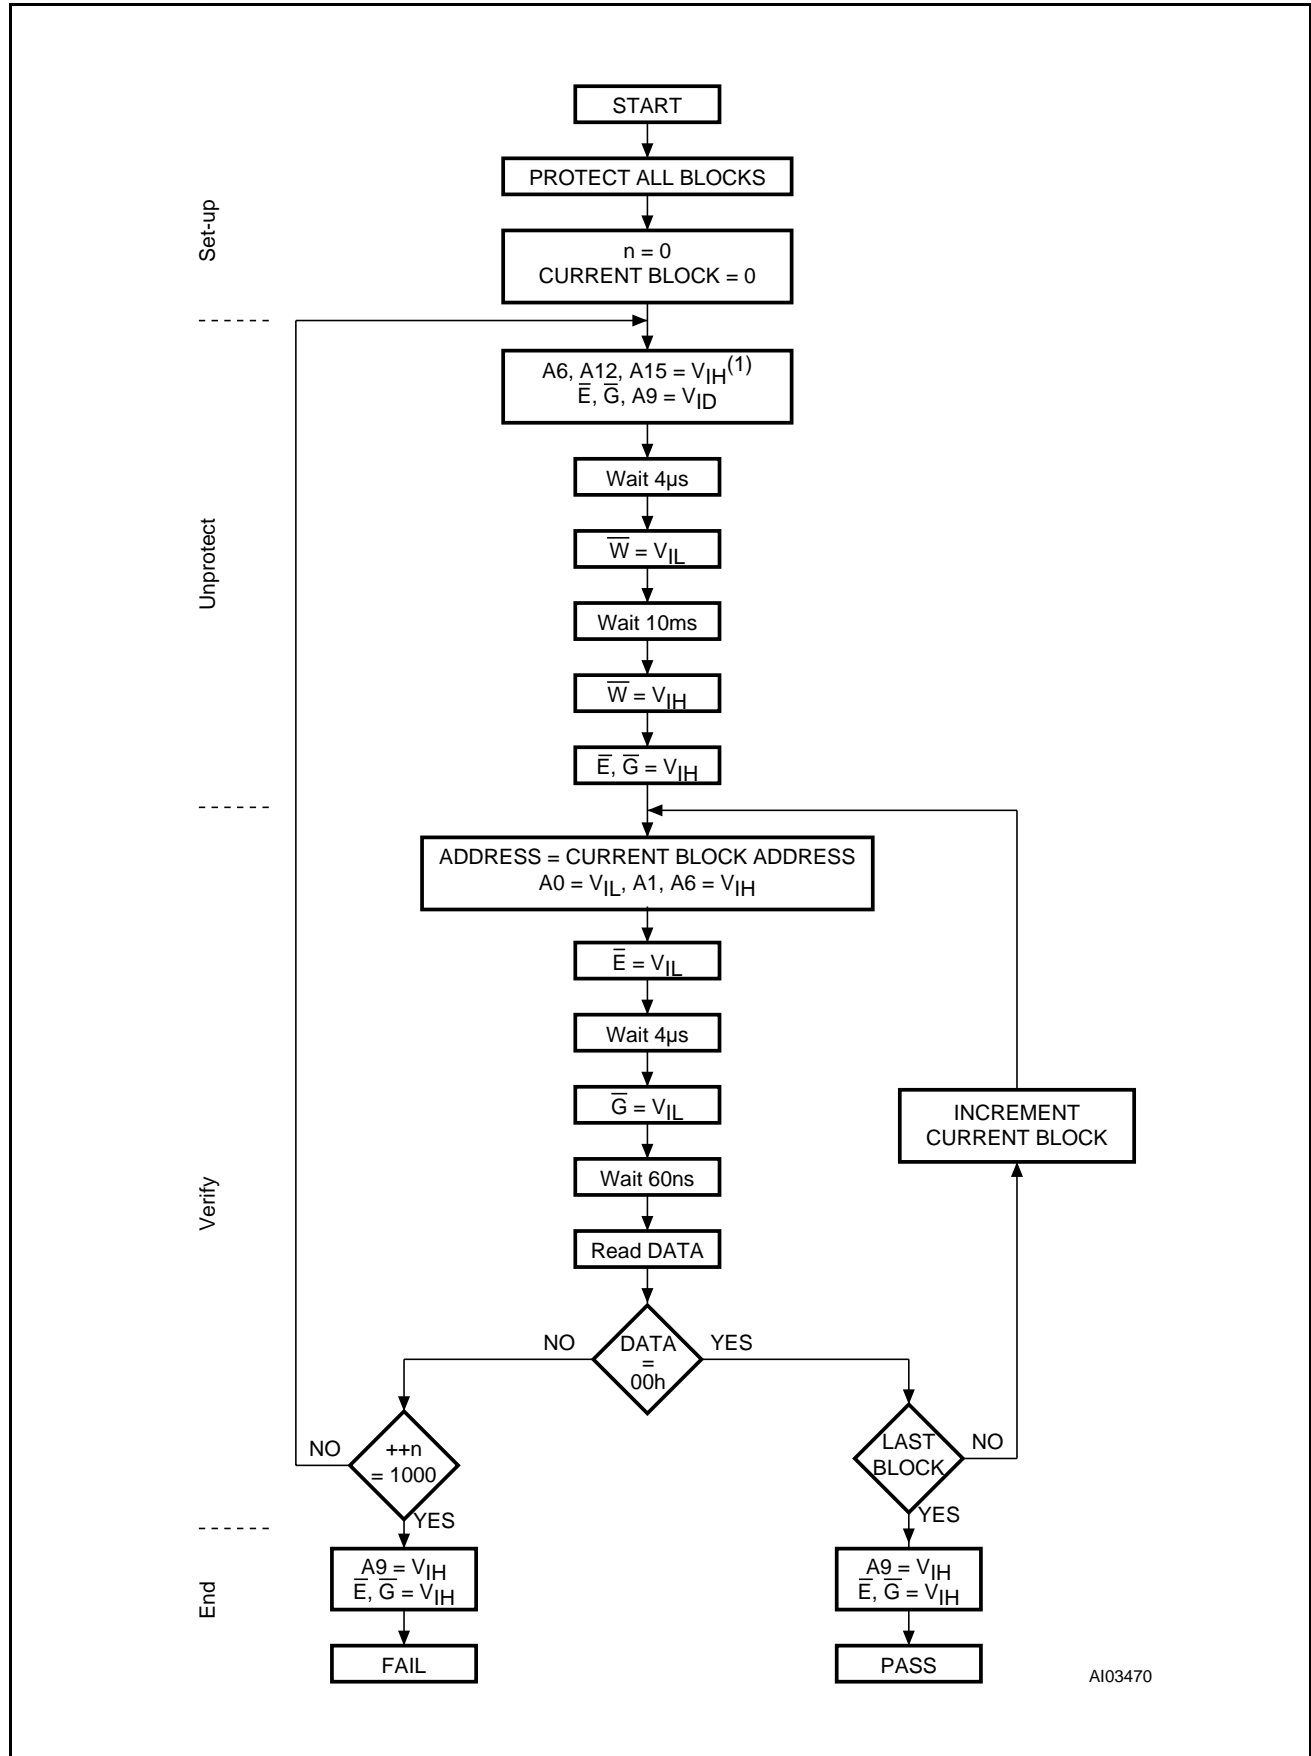 START
PROTECT ALL BLOCKS
Set-up
n = 0
CURRENT BLOCK = 0
A6, A12, A15 = VIH(1)
E̅, G̅, A9 = VID
Wait 4µs
W̅ = VIL
Unprotect
Wait 10ms
W̅ = VIH
E̅, G̅ = VIH
ADDRESS = CURRENT BLOCK ADDRESS
A0 = VIL, A1, A6 = VIH
E̅ = VIL
Wait 4µs
G̅ = VIL
INCREMENT
CURRENT BLOCK
Wait 60ns
Verify
Read DATA
NO
DATA
=
00h
YES
NO
++n
= 1000
YES
LAST
BLOCK
NO
YES
End
A9 = VIH
E̅, G̅ = VIH
A9 = VIH
E̅, G̅ = VIH
FAIL
PASS
AI03470